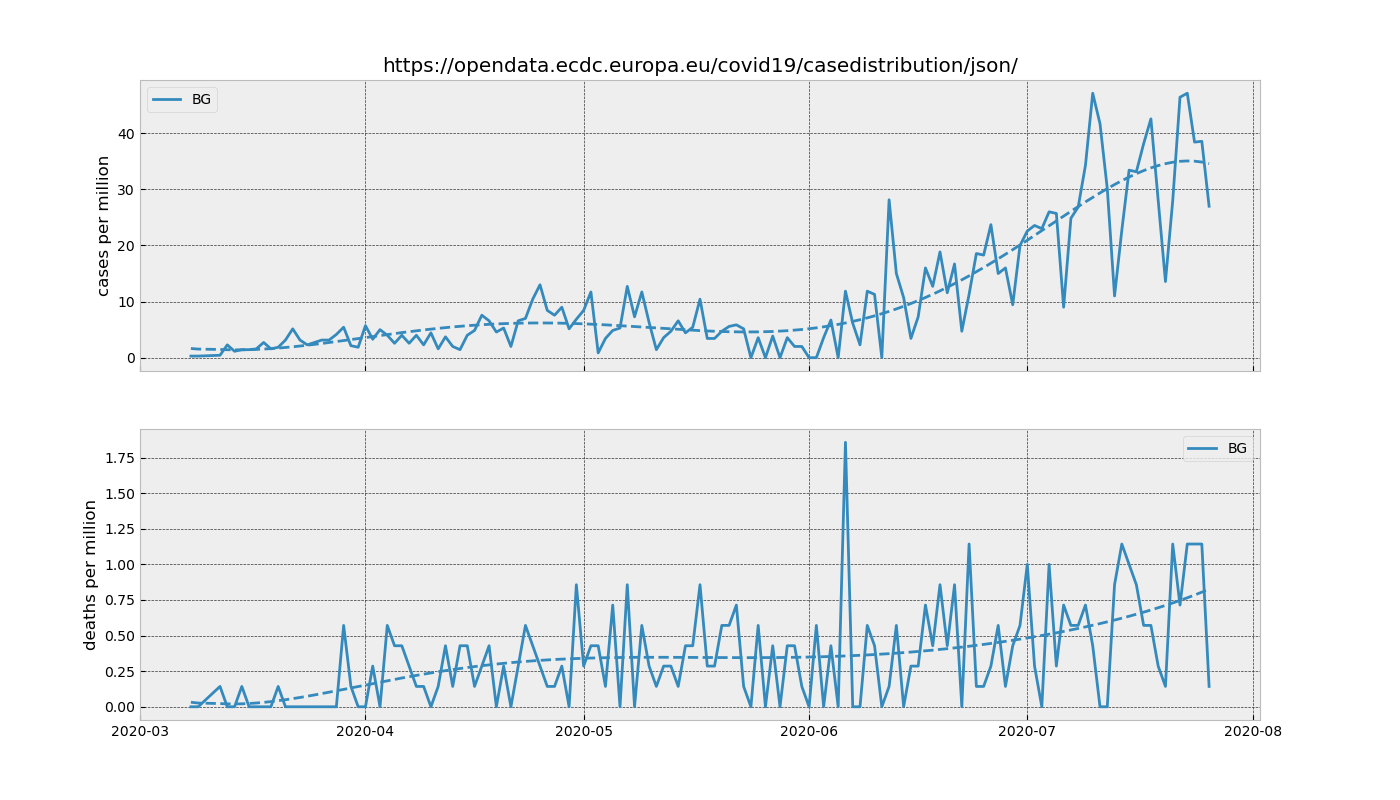 https://opendata.ecdc.europa.eu/covid19/casedistribution/json/
BG
cases per million
40
30
20
10
0
BG
deaths per million
1.75
1.50
1.25
1.00
0.75
0.50
0.25
0.00
2020-03 2020-04 2020-05 2020-06 2020-07 2020-08